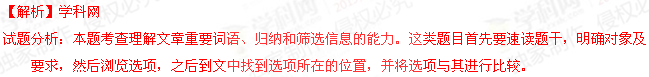 【解析】学科网
试题分析：本题考查理解文章重要词语、归纳和筛选信息的能力。这类题目首先要速读题干，明确对象及
要求，然后浏览选项，之后到文中找到选项所在的位置，并将选项与其进行比较。